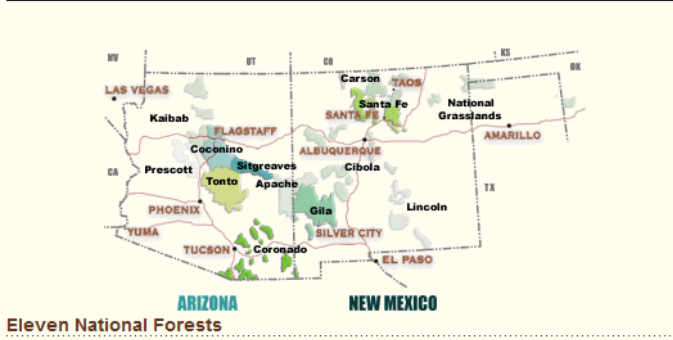 NV
UT
CO
KS
OK
LAS VEGAS
Carson
TAOS
Kaibab
Santa Fe
SANTA FE
National
Grasslands
FLAGSTAFF
AMARILLO
Coconino
ALBUQUERQUE
CA
Prescott
Sitgreaves
Cibola
Tonto
Apache
TX
PHOENIX
Gila
Lincoln
YUMA
SILVER CITY
TUCSON
Coronado
EL PASO
ARIZONA
NEW MEXICO
Eleven National Forests